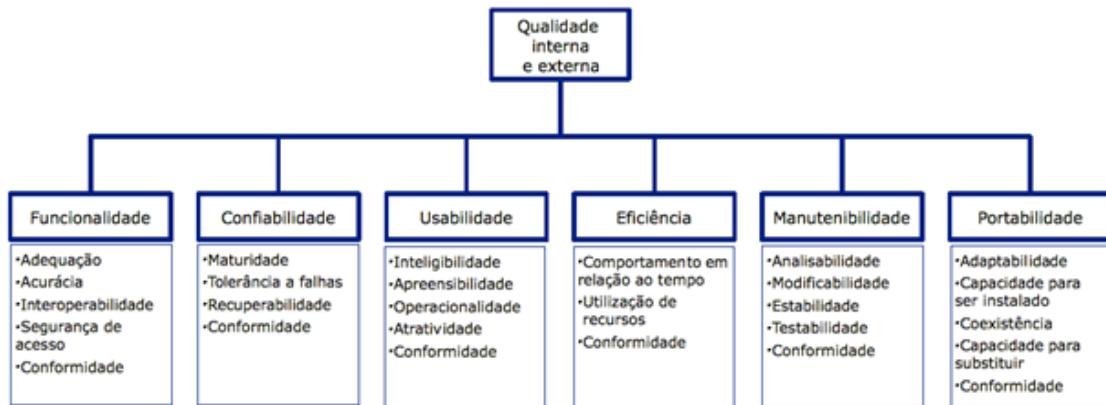 Qualidade
interna
e externa
Funcionalidade
•Adequação
•Acurácia
•Interoperabilidade
•Segurança de
acesso
•Conformidade
Confiabilidade
•Maturidade
•Tolerância a falhas
•Recuperabilidade
•Conformidade
Usabilidade
•Inteligibilidade
•Apreensibilidade
•Operacionalidade
•Atratividade
•Conformidade
Eficiência
•Comportamento em
relação ao tempo
•Utilização de
recursos
•Conformidade
Manutenibilidade
•Analisabilidade
•Modificabilidade
•Estabilidade
•Testabilidade
•Conformidade
Portabilidade
•Adaptabilidade
•Capacidade para
ser instalado
•Coexistência
•Capacidade para
substituir
•Conformidade